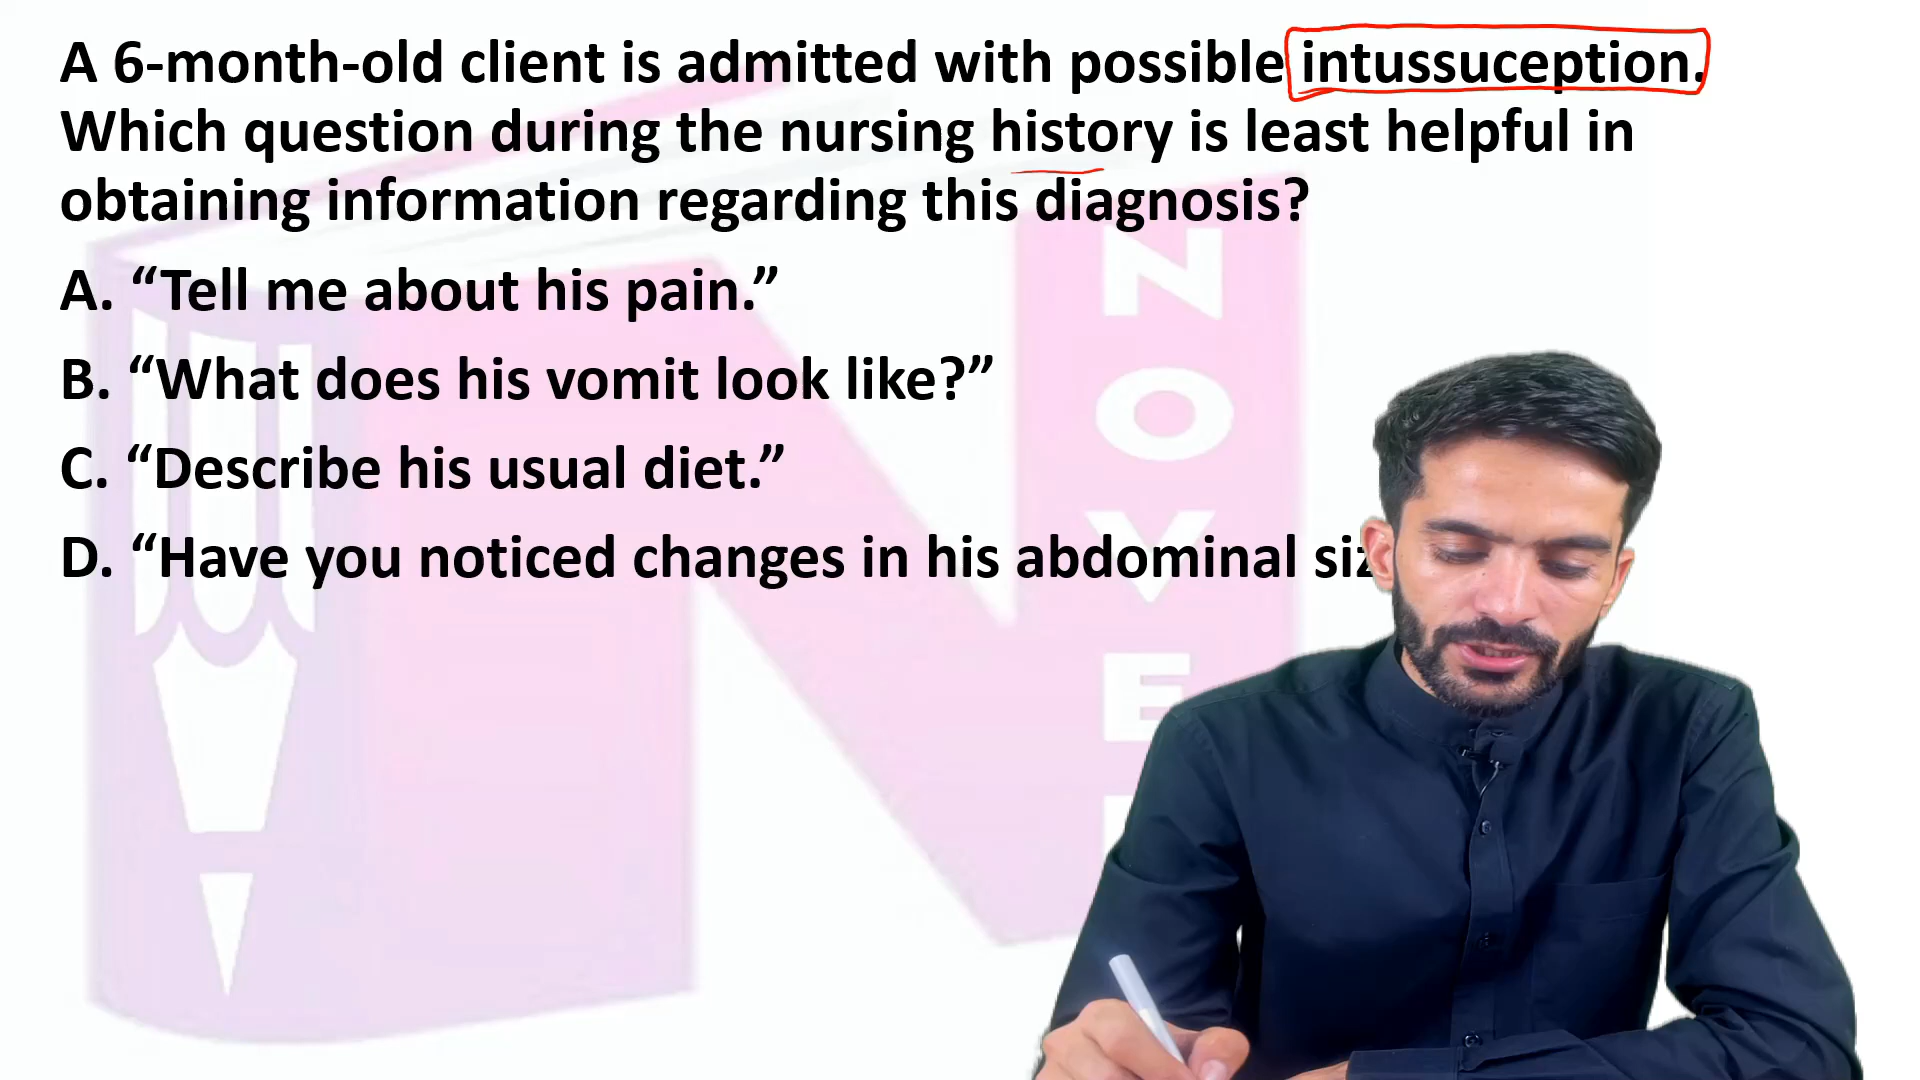 A 6-month-old client is admitted with possible intussuception.
Which question during the nursing history is least helpful in
obtaining information regarding this diagnosis?
A. “Tell me about his pain.”
B. “What does his vomit look like?”
C. “Describe his usual diet.”
D. “Have you noticed changes in his abdominal
N
O
V
E